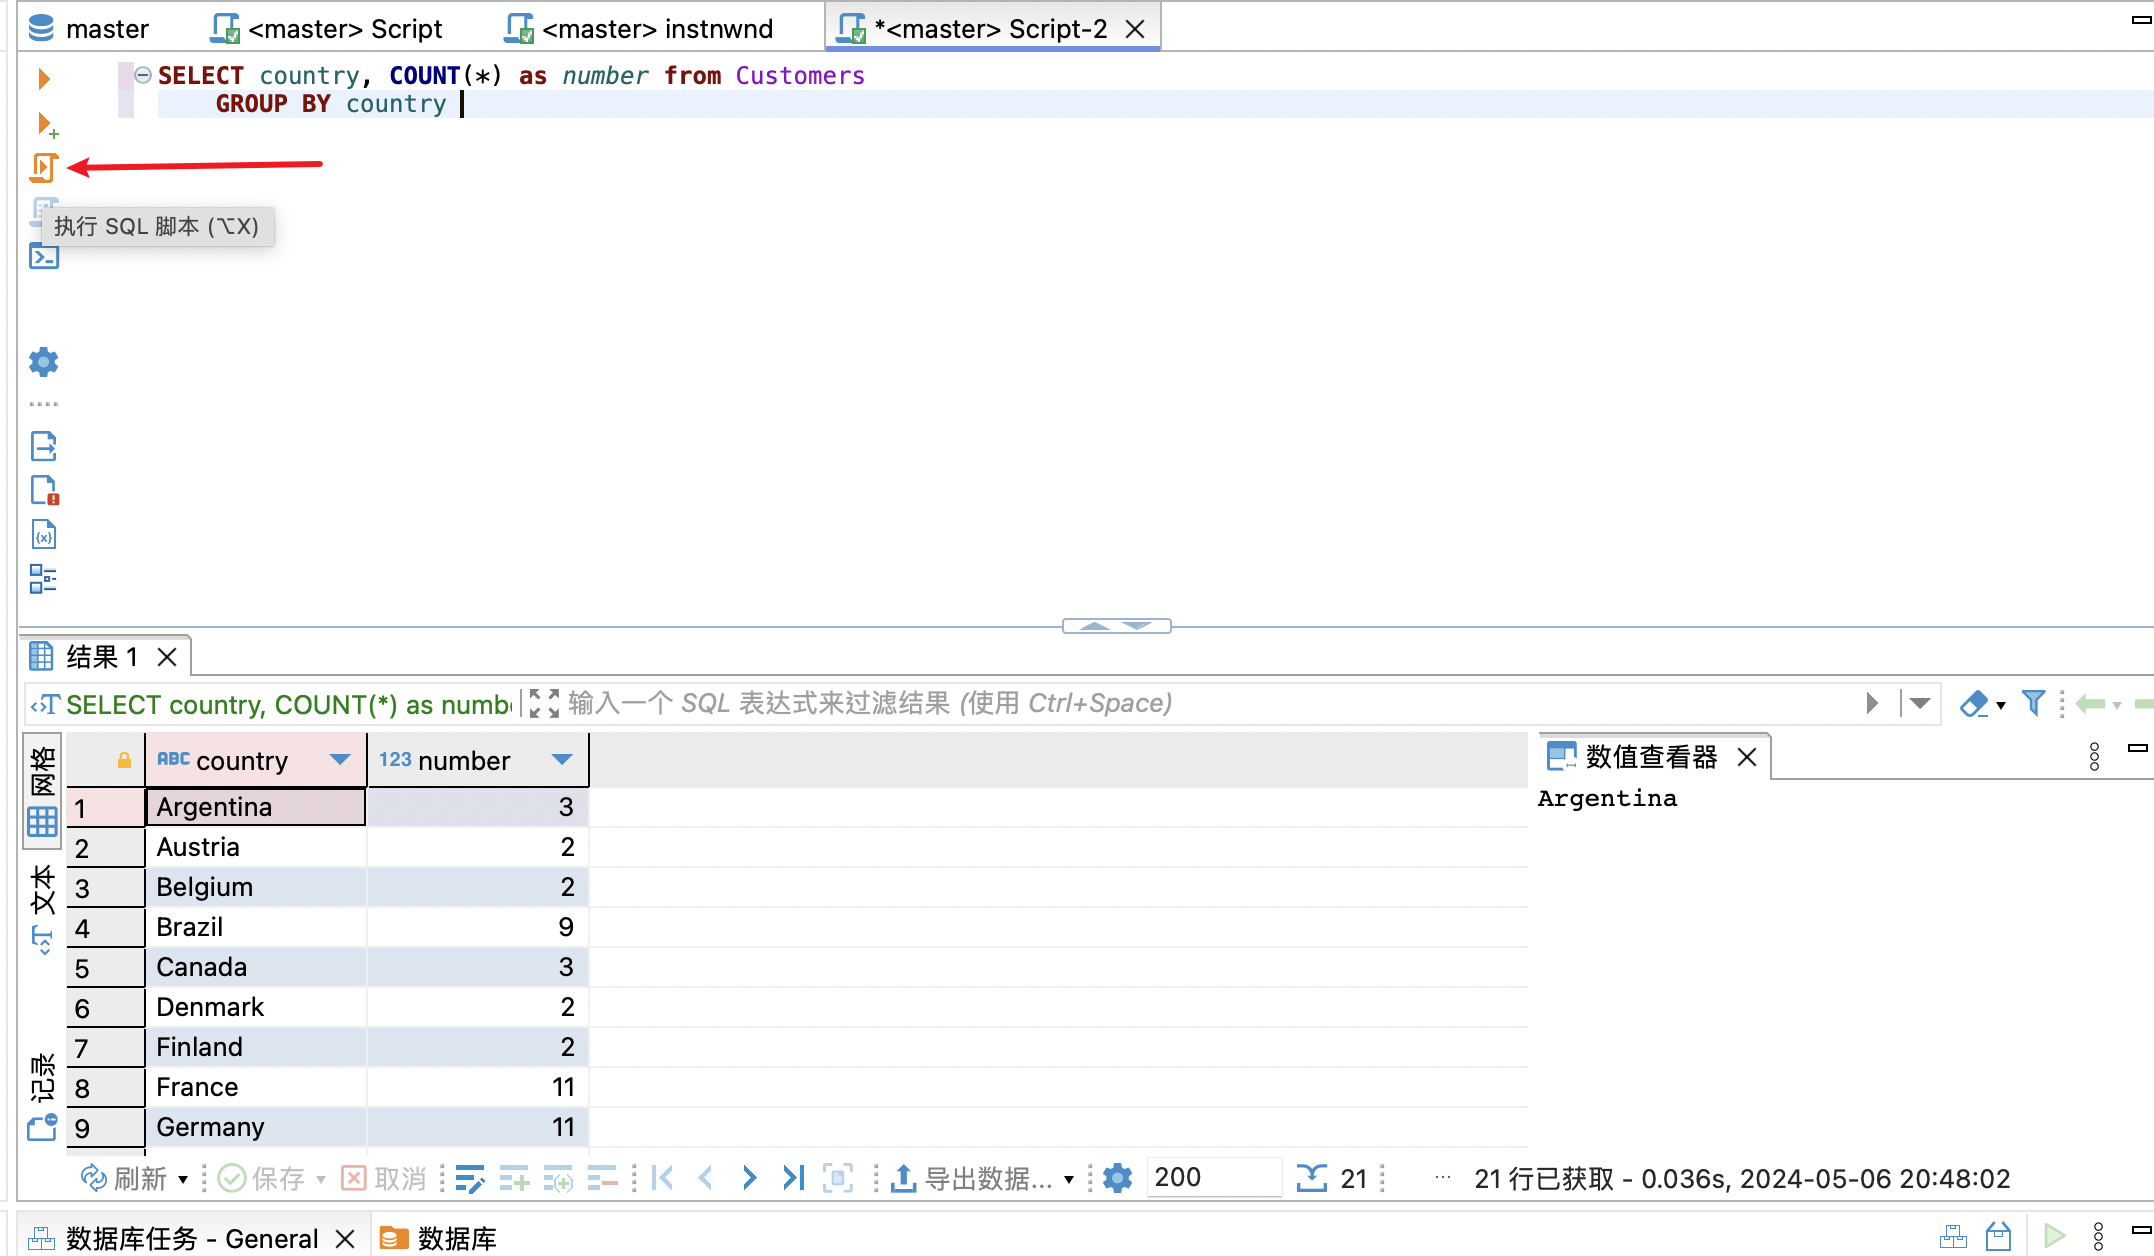 master <master> Script <master> instnwnd *<master> Script-2
SELECT country, COUNT(*) as number from Customers
GROUP BY country
执行 SQL 脚本 (⌥X)
结果 1
SELECT country, COUNT(*) as numb
输入一个 SQL 表达式来过滤结果 (使用 Ctrl+Space)
网格
文本
记录
ABC country 123 number
1 Argentina 3
2 Austria 2
3 Belgium 2
4 Brazil 9
5 Canada 3
6 Denmark 2
7 Finland 2
8 France 11
9 Germany 11
数值查看器
Argentina
刷新 保存 取消 导出数据... 200 21 ... 21 行已获取 - 0.036s, 2024-05-06 20:48:02
数据库任务 - General 数据库